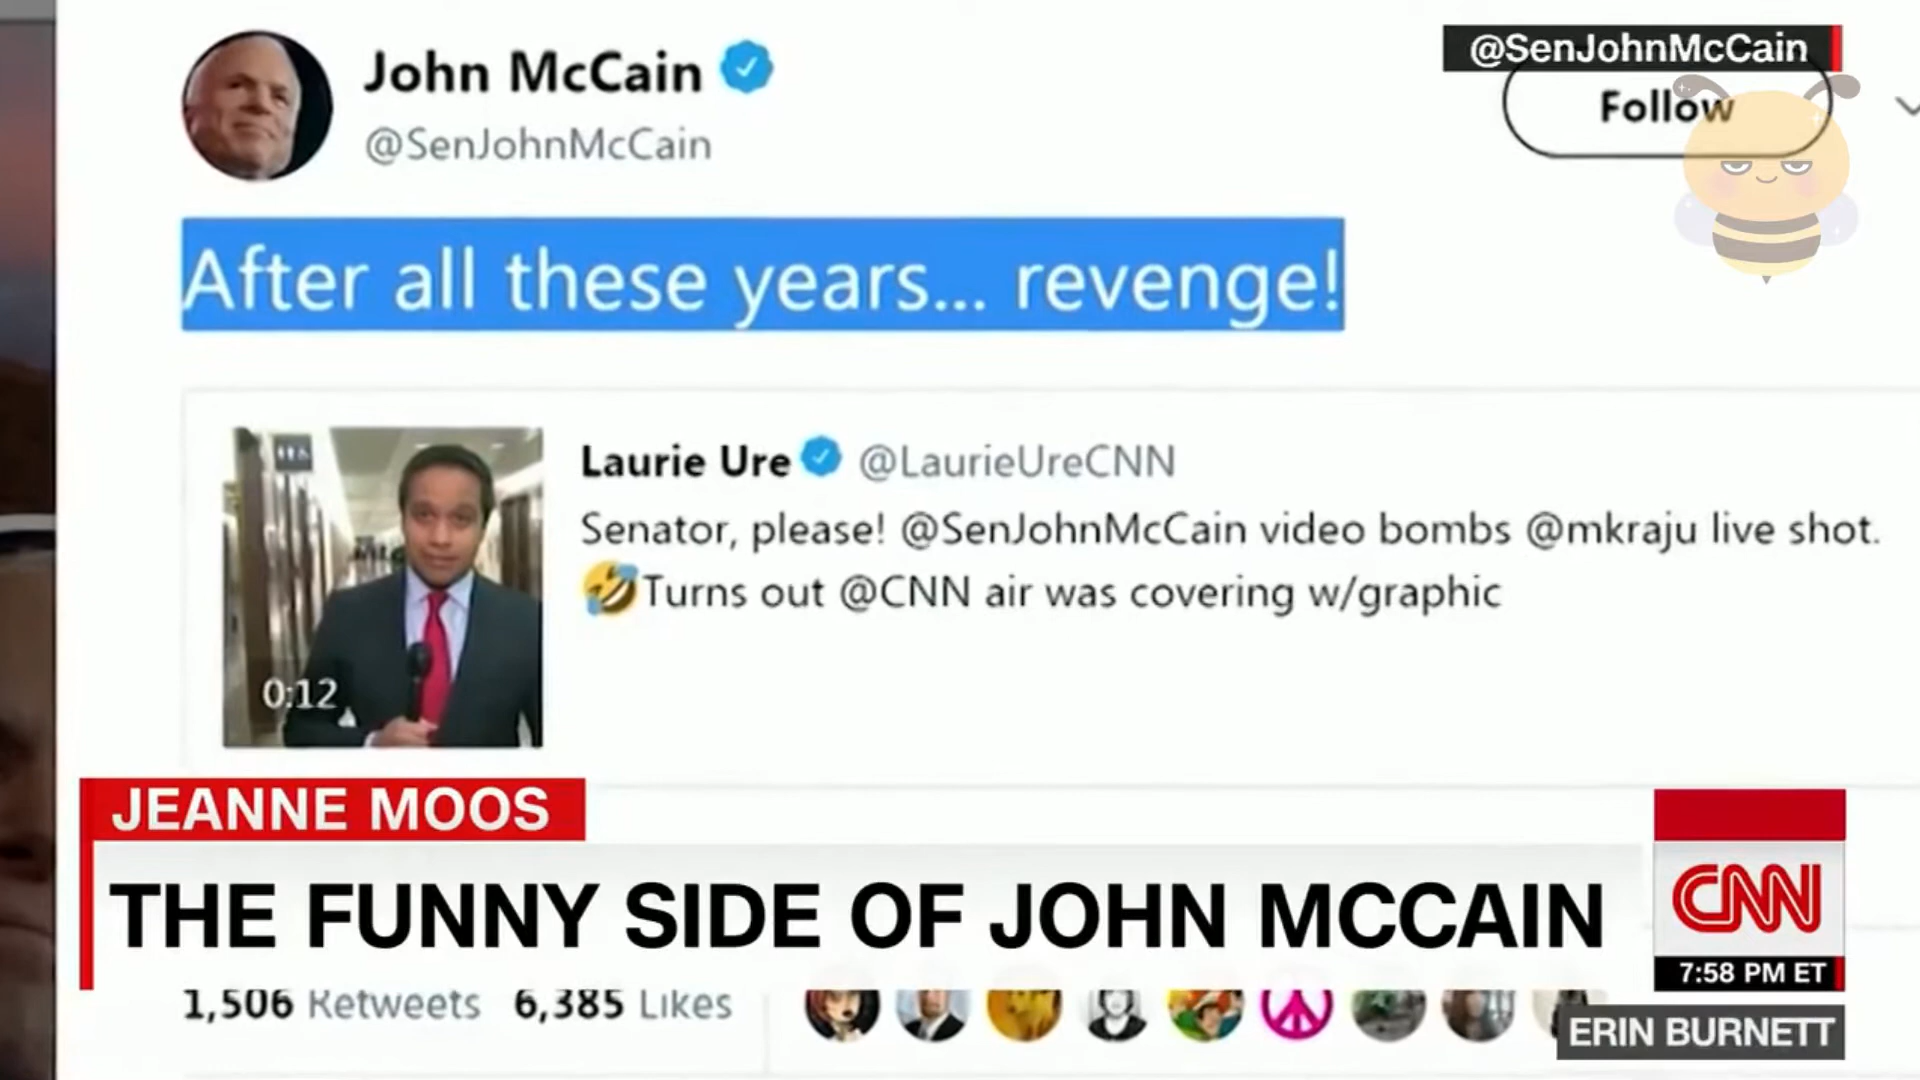 @SenJohnMcCain
John McCain
@SenJohnMcCain
Follow
After all these years... revenge!
Laurie Ure @LaurieUreCNN
Senator, please! @SenJohnMcCain video bombs @mkraju live shot.
🤣Turns out @CNN air was covering w/graphic
0:12
JEANNE MOOS
THE FUNNY SIDE OF JOHN MCCAIN
CNN
7:58 PM ET
1,506 Retweets 6,385 Likes
ERIN BURNETT